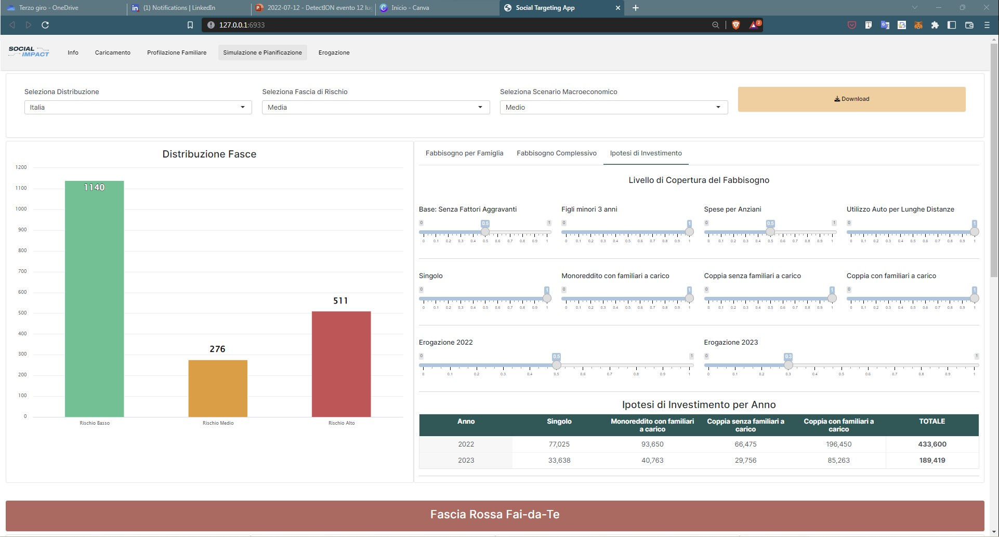 Terzo giro - OneDrive
(1) Notifications | LinkedIn
2022-07-12 - DetectION evento 12 lug
Inicio - Canva
Social Targeting App
127.0.0.1:6933
2
SOCIAL
IMPACT
Info
Caricamento
Profilazione Familiare
Simulazione e Pianificazione
Erogazione
Seleziona Distribuzione
Italia
Seleziona Fascia di Rischio
Media
Seleziona Scenario Macroeconomico
Medio
Download
Distribuzione Fasce
1200
1100
1000
900
800
700
600
500
400
300
200
100
0
1140
276
511
Rischio Basso
Rischio Medio
Rischio Alto
Fabbisogno per Famiglia
Fabbisogno Complessivo
Ipotesi di Investimento
Livello di Copertura del Fabbisogno
Base: Senza Fattori Aggravanti
0 0.5 1
0 0.1 0.2 0.3 0.4 0.5 0.6 0.7 0.8 0.9 1
Figli minori 3 anni
0 1
0 0.1 0.2 0.3 0.4 0.5 0.6 0.7 0.8 0.9 1
Spese per Anziani
0 0.5 1
0 0.1 0.2 0.3 0.4 0.5 0.6 0.7 0.8 0.9 1
Utilizzo Auto per Lunghe Distanze
0 1
0 0.1 0.2 0.3 0.4 0.5 0.6 0.7 0.8 0.9 1
Singolo
0 1
0 0.1 0.2 0.3 0.4 0.5 0.6 0.7 0.8 0.9 1
Monoreddito con familiari a carico
0 1
0 0.1 0.2 0.3 0.4 0.5 0.6 0.7 0.8 0.9 1
Coppia senza familiari a carico
0 1
0 0.1 0.2 0.3 0.4 0.5 0.6 0.7 0.8 0.9 1
Coppia con familiari a carico
0 1
0 0.1 0.2 0.3 0.4 0.5 0.6 0.7 0.8 0.9 1
Erogazione 2022
0 0.5 1
0 0.1 0.2 0.3 0.4 0.5 0.6 0.7 0.8 0.9 1
Erogazione 2023
0 0.3 1
0 0.1 0.2 0.3 0.4 0.5 0.6 0.7 0.8 0.9 1
Ipotesi di Investimento per Anno
Anno Singolo Monoreddito con familiari a carico Coppia senza familiari a carico Coppia con familiari a carico TOTALE
2022 77,025 93,650 66,475 196,450 433,600
2023 33,638 40,763 29,756 85,263 189,419
Fascia Rossa Fai-da-Te